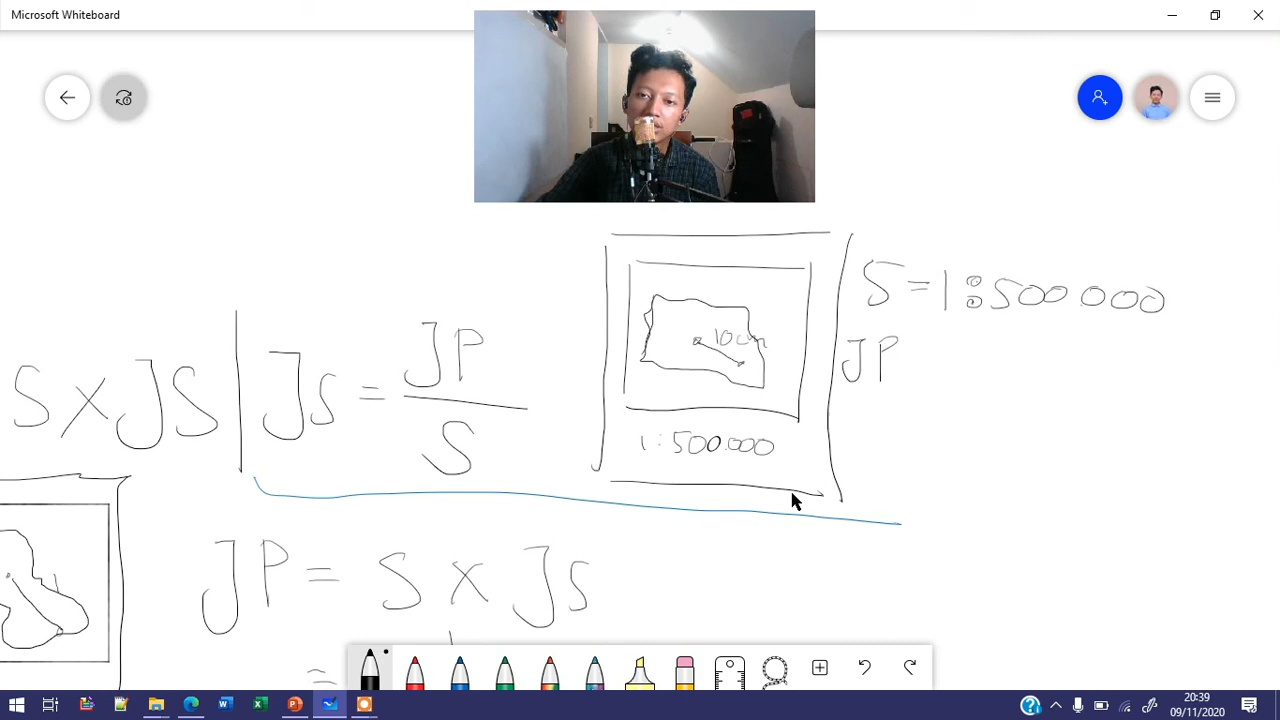 Microsoft Whiteboard
S = 1 : 500 000
10 cm
JP
S X JS | Js = JP / S
1 : 500.000
JP = S X JS
=
20:39
09/11/2020